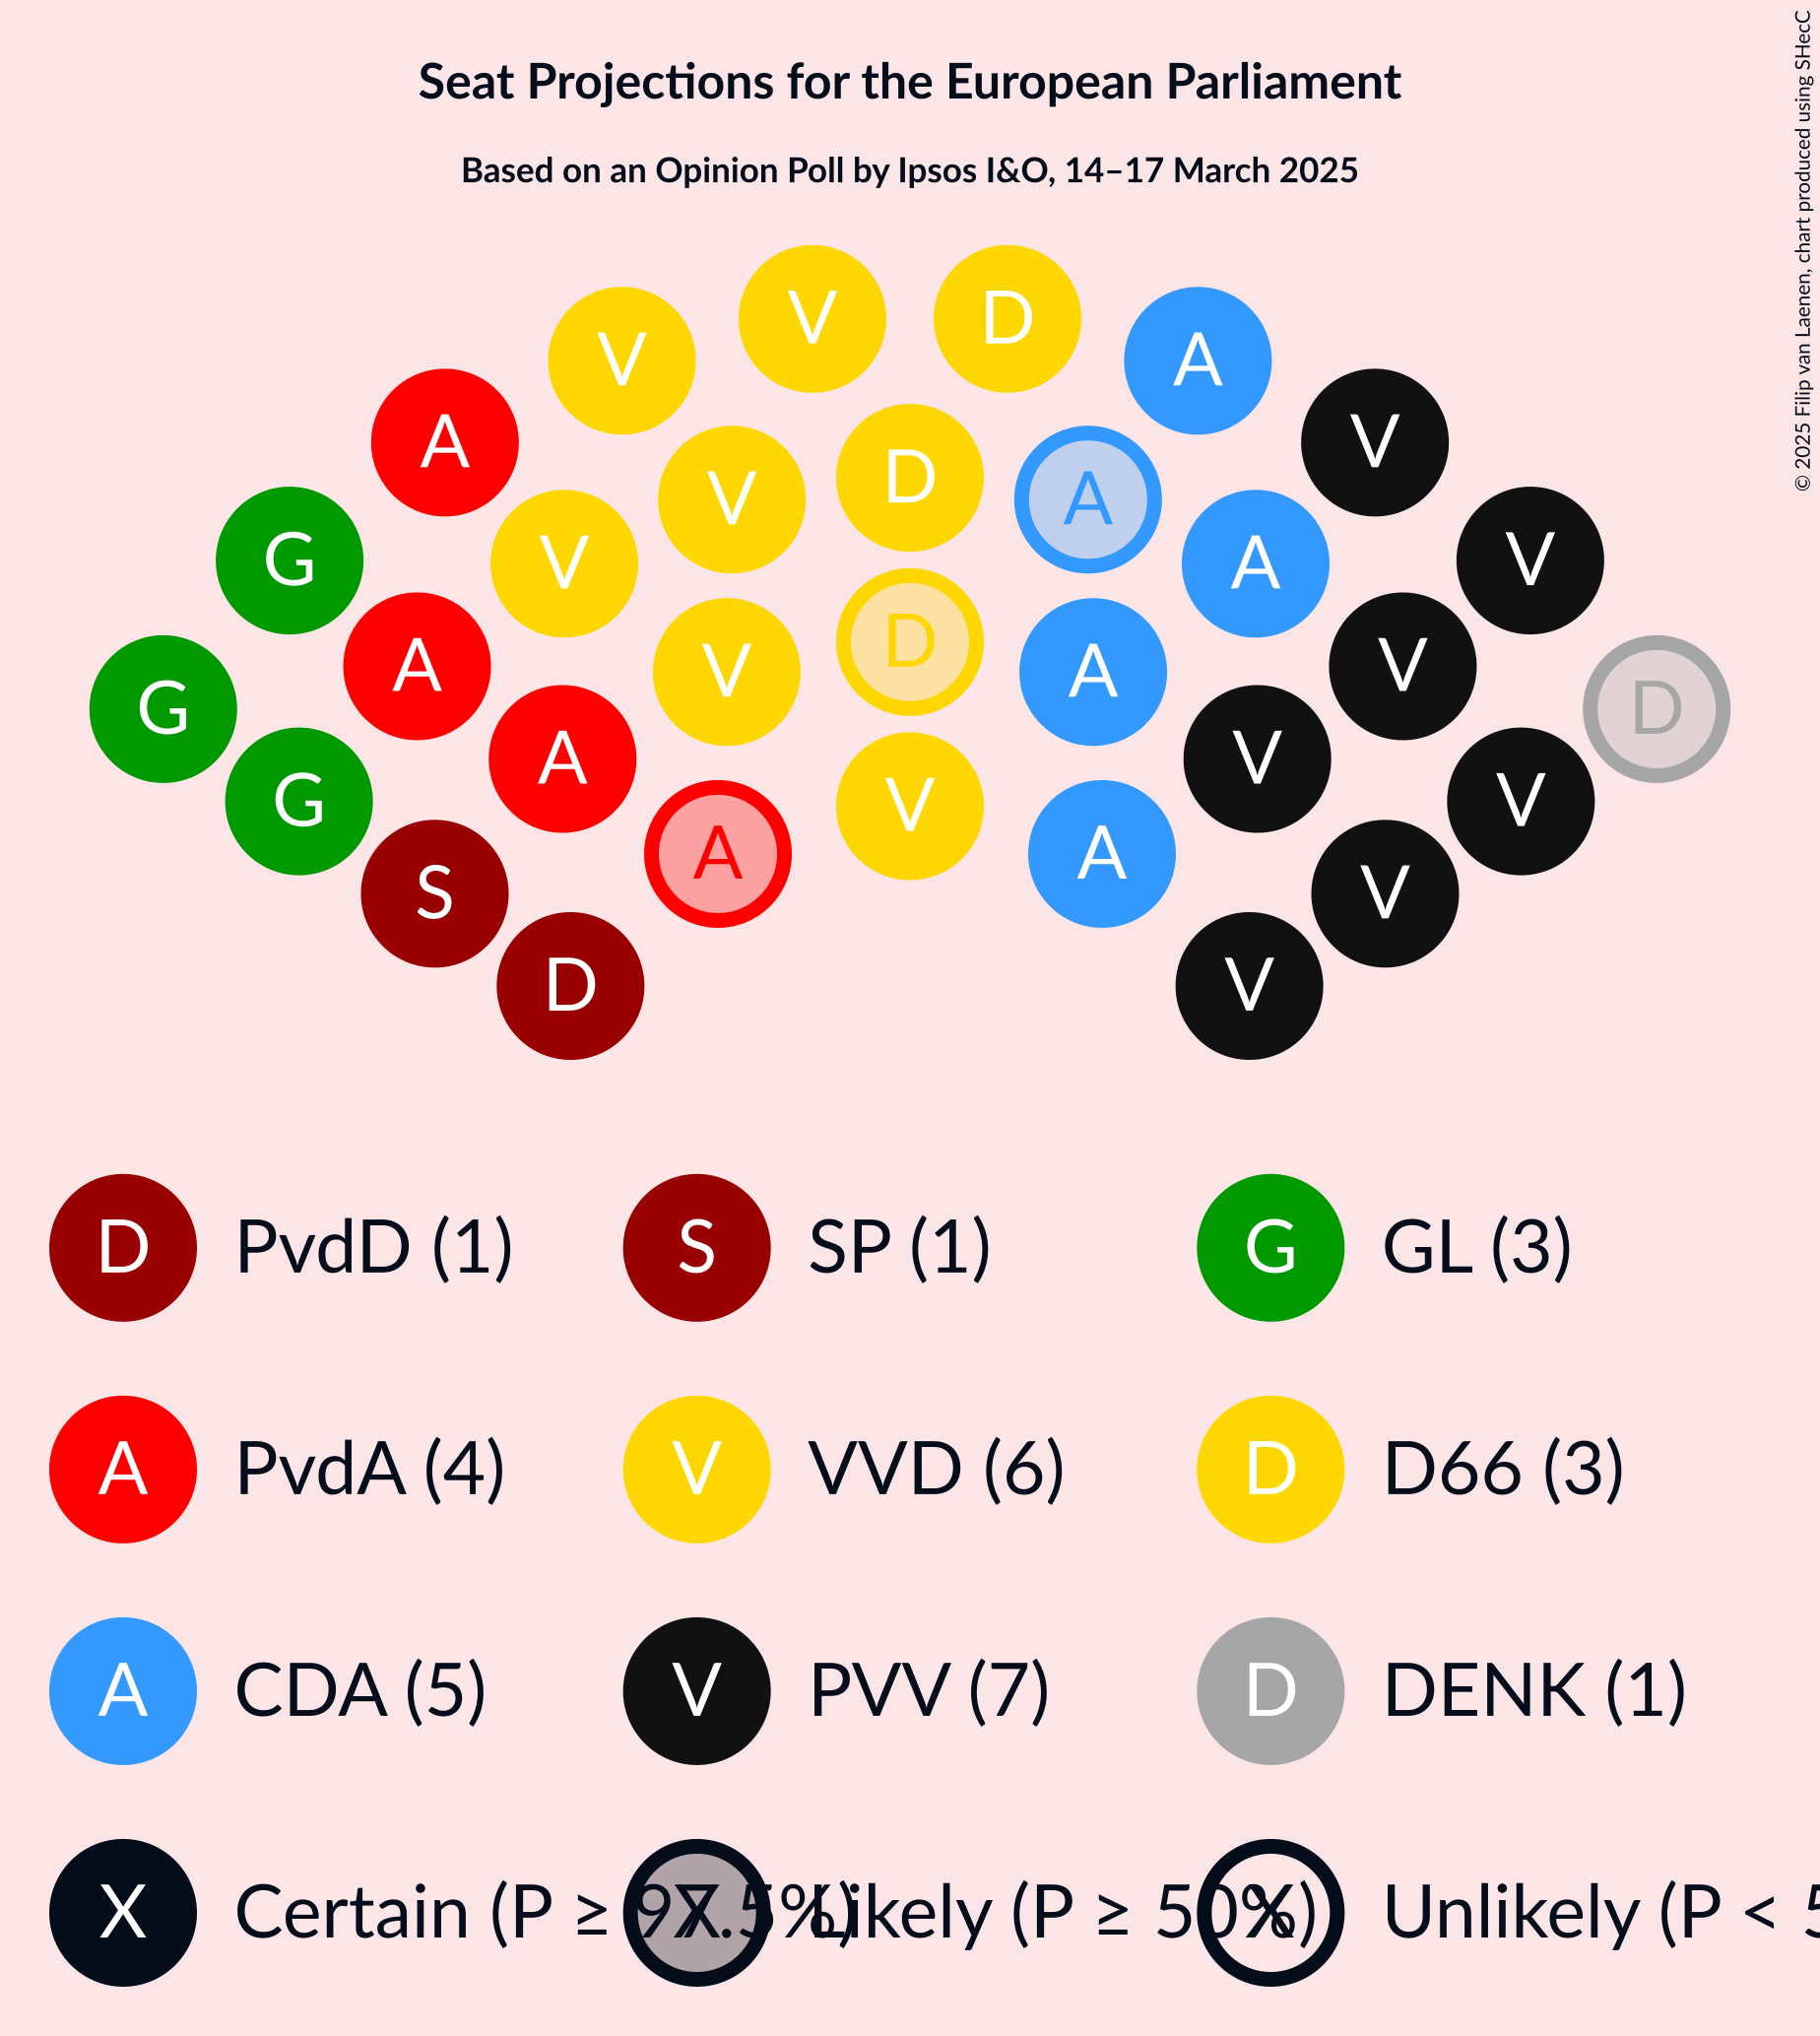 Seat Projections for the European Parliament
Based on an Opinion Poll by Ipsos I&O, 14–17 March 2025
© 2025 Filip van Laenen, chart produced using SHecC
V V D A
V A
A V D A V
G V V D A A V
G A V A V D
G A V V V
S A A V
D V
D PvdD (1) S SP (1) G GL (3)
A PvdA (4) V VVD (6) D D66 (3)
A CDA (5) V PVV (7) D DENK (1)
X Certain (P ≥ 97.5%) X Likely (P ≥ 50%) X Unlikely (P < 5